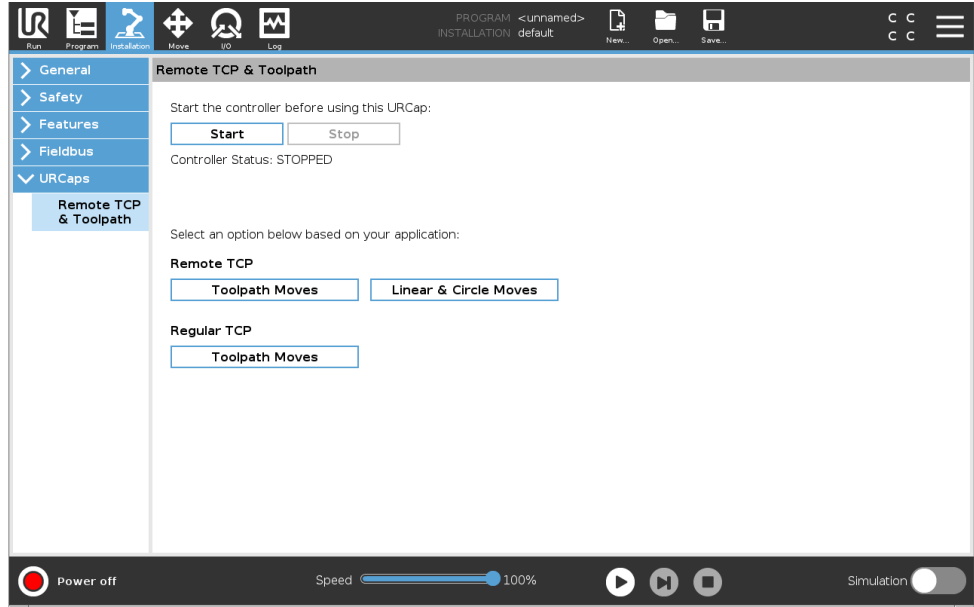 PROGRAM <unnamed>
INSTALLATION default
C C
C C
UR
Run
Program
Installation
Move
I/O
Log
New...
Open...
Save...
General
Safety
Features
Fieldbus
URCaps
Remote TCP
& Toolpath
Remote TCP & Toolpath
Start the controller before using this URCap:
Start
Stop
Controller Status: STOPPED
Select an option below based on your application:
Remote TCP
Toolpath Moves
Linear & Circle Moves
Regular TCP
Toolpath Moves
Power off
Speed
100%
Simulation